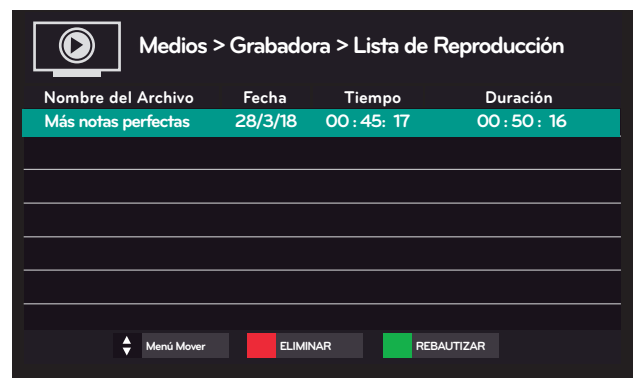 Medios > Grabadora > Lista de Reproducción
Nombre del Archivo Fecha Tiempo Duración
Más notas perfectas 28/3/18 00 : 45: 17 00 : 50 : 16
Menú Mover ELIMINAR REBAUTIZAR